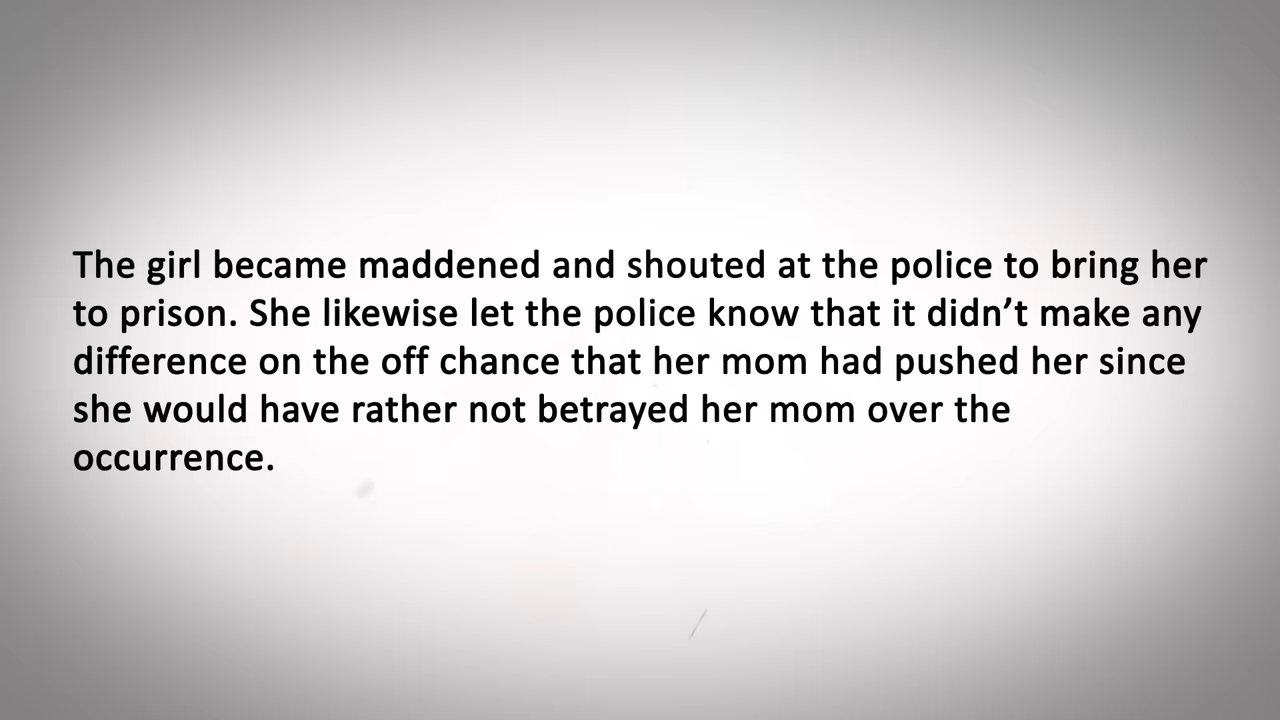 The girl became maddened and shouted at the police to bring her
to prison. She likewise let the police know that it didn’t make any
difference on the off chance that her mom had pushed her since
she would have rather not betrayed her mom over the
occurrence.